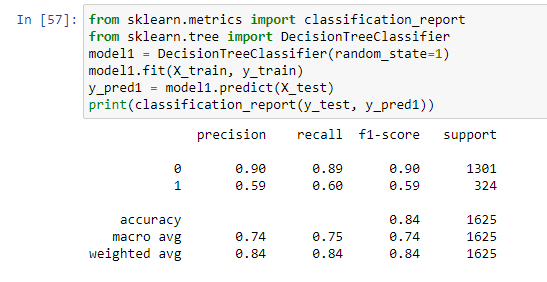 In [57]: from sklearn.metrics import classification_report
from sklearn.tree import DecisionTreeClassifier
model1 = DecisionTreeClassifier(random_state=1)
model1.fit(X_train, y_train)
y_pred1 = model1.predict(X_test)
print(classification_report(y_test, y_pred1))
precision recall f1-score support
0 0.90 0.89 0.90 1301
1 0.59 0.60 0.59 324
accuracy 0.84 1625
macro avg 0.74 0.75 0.74 1625
weighted avg 0.84 0.84 0.84 1625